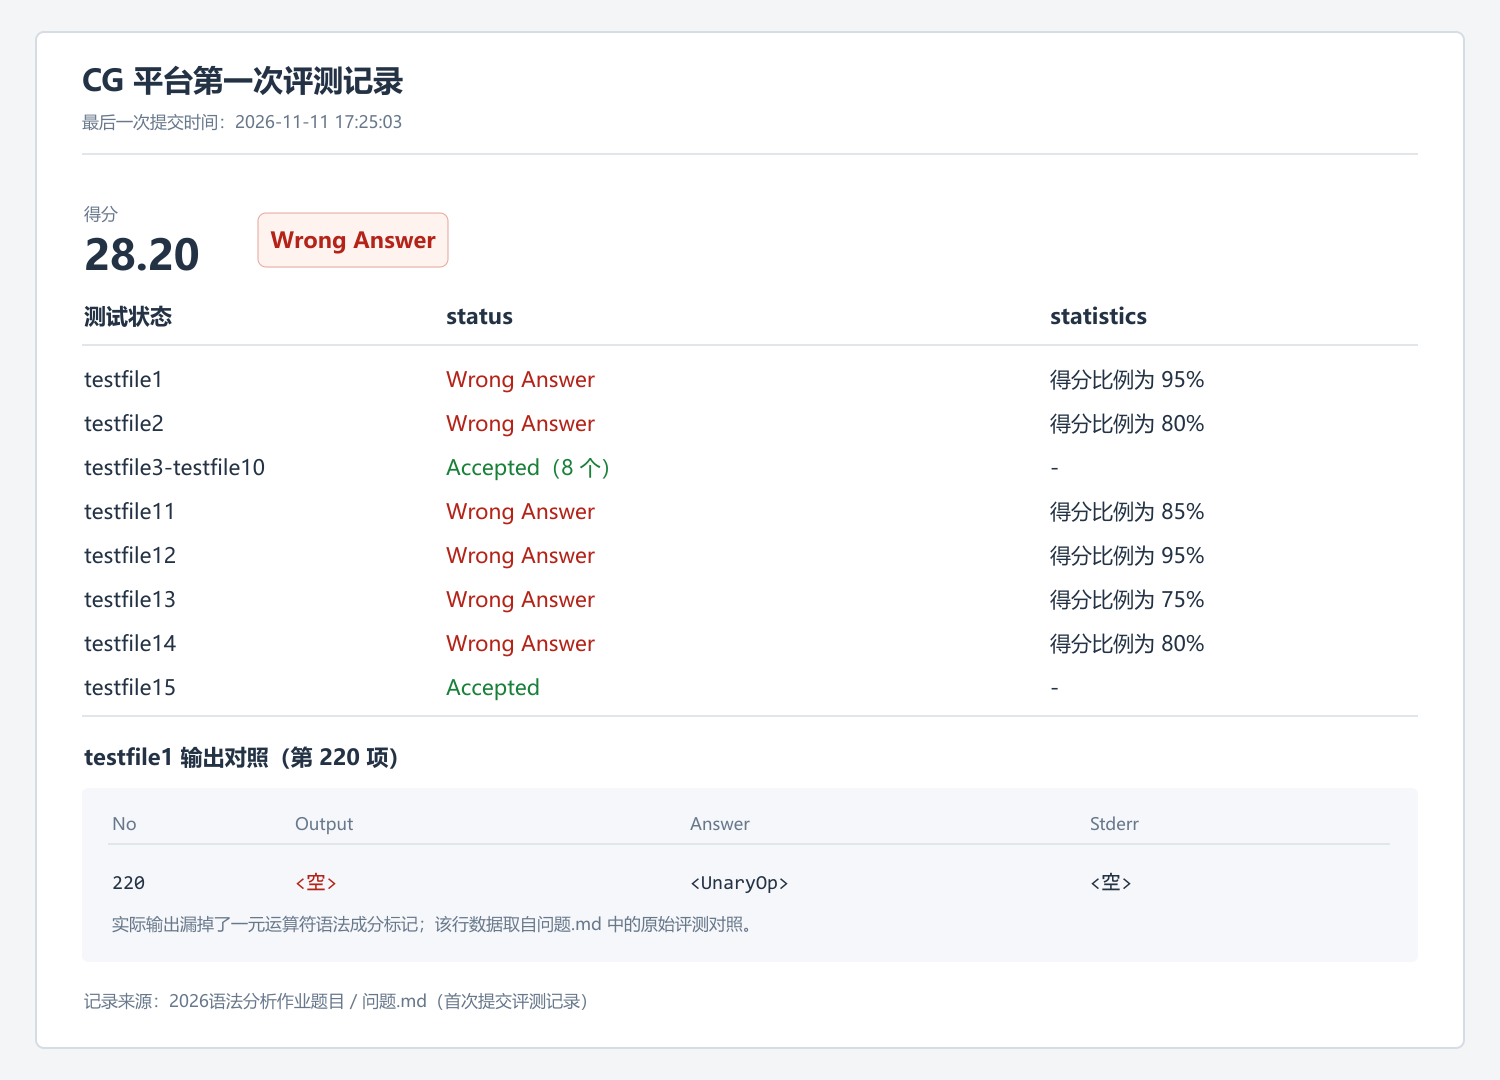 CG 平台第一次评测记录
最后一次提交时间：2026-11-11 17:25:03
得分
28.20
Wrong Answer
测试状态 status statistics
testfile1 Wrong Answer 得分比例为 95%
testfile2 Wrong Answer 得分比例为 80%
testfile3-testfile10 Accepted（8 个） -
testfile11 Wrong Answer 得分比例为 85%
testfile12 Wrong Answer 得分比例为 95%
testfile13 Wrong Answer 得分比例为 75%
testfile14 Wrong Answer 得分比例为 80%
testfile15 Accepted -
testfile1 输出对照（第 220 项）
No Output Answer Stderr
220 <空> <UnaryOp> <空>
实际输出漏掉了一元运算符语法成分标记；该行数据取自问题.md 中的原始评测对照。
记录来源：2026语法分析作业题目 / 问题.md（首次提交评测记录）